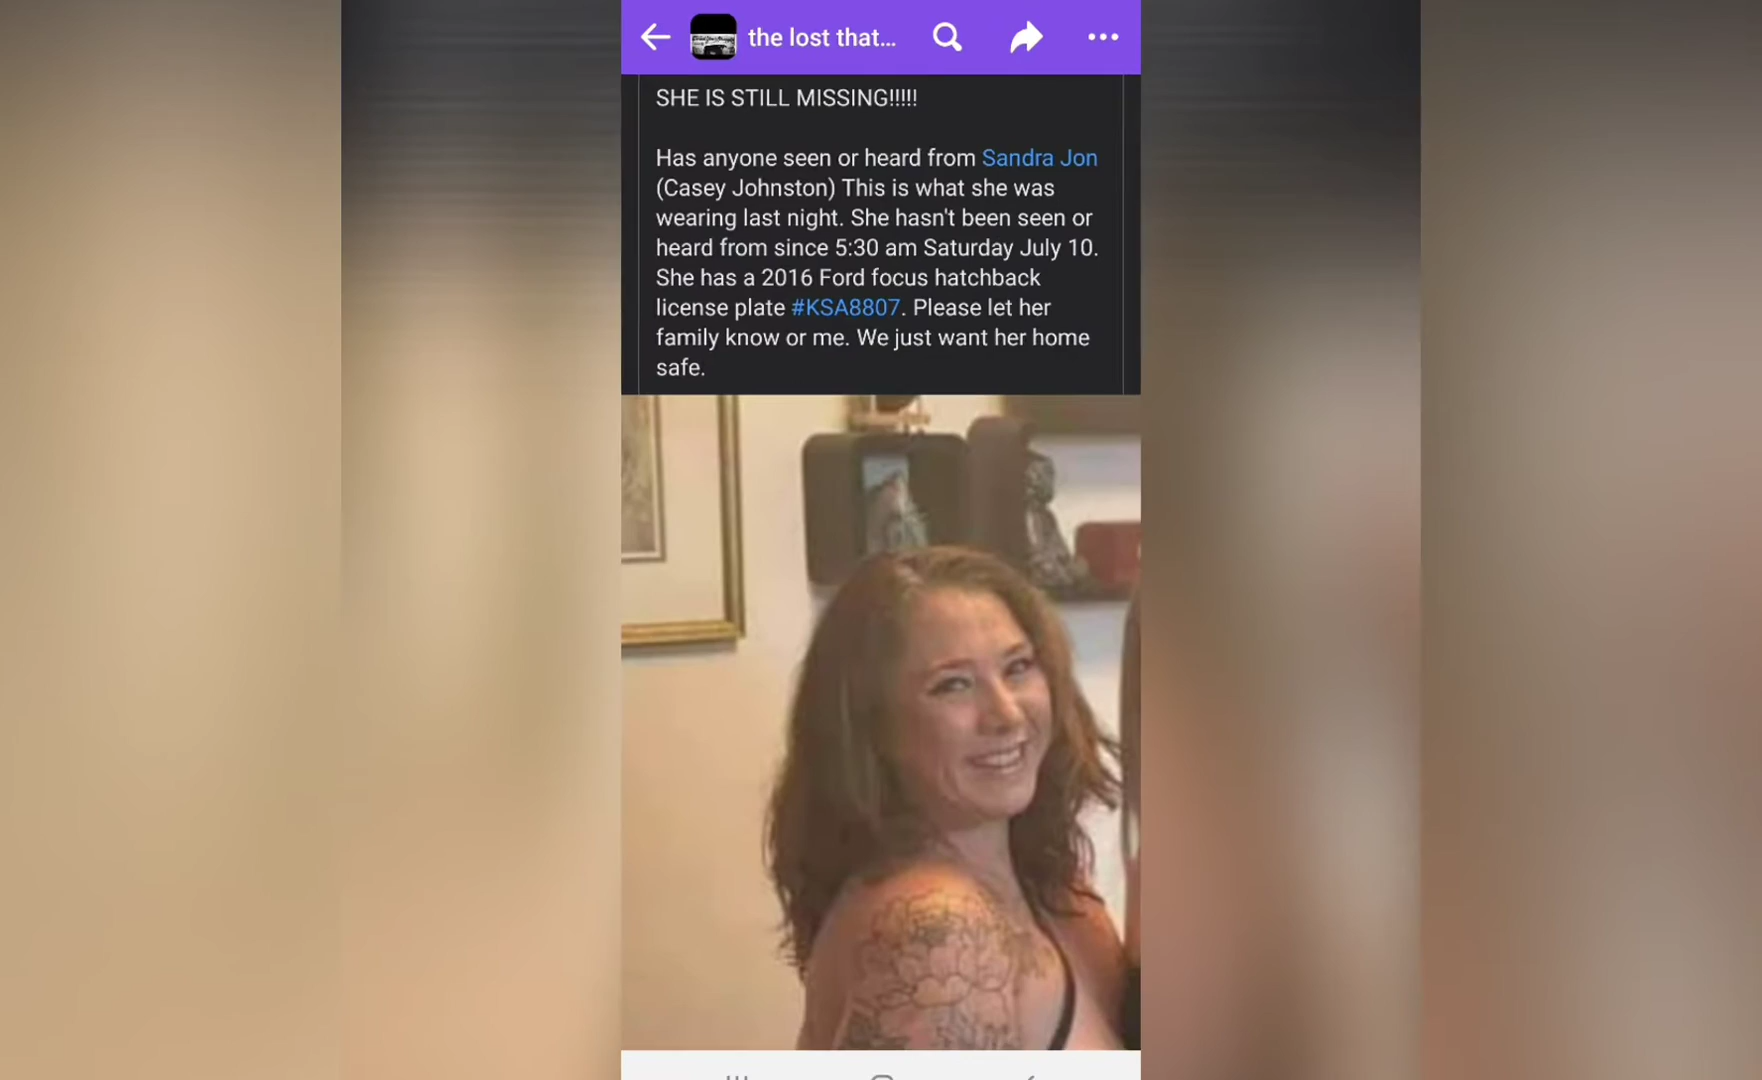 the lost that...
SHE IS STILL MISSING!!!!!
Has anyone seen or heard from Sandra Jon
(Casey Johnston) This is what she was
wearing last night. She hasn't been seen or
heard from since 5:30 am Saturday July 10.
She has a 2016 Ford focus hatchback
license plate #KSA8807. Please let her
family know or me. We just want her home
safe.